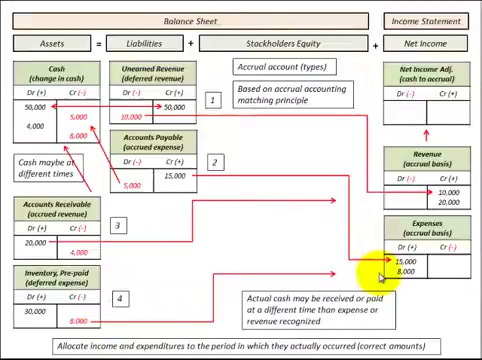 Balance Sheet
Income Statement
Assets
=
Liabilities
+
Stockholders Equity
+
Net Income
Cash
(change in cash)
Dr (+) Cr (-)
50,000
5,000
4,000
8,000
Unearned Revenue
(deferred revenue)
Dr (-) Cr (+)
50,000
10,000
1
Accrual account (types)
Based on accrual accounting
matching principle
Net Income Adj.
(cash to accrual)
Dr (-) Cr (+)
Cash maybe at
different times
Accounts Payable
(accrued expense)
Dr (-) Cr (+)
15,000
5,000
2
Revenue
(accrual basis)
Dr (-) Cr (+)
10,000
20,000
Accounts Receivable
(accrued revenue)
Dr (+) Cr (-)
20,000
4,000
3
Expenses
(accrual basis)
Dr (+) Cr (-)
15,000
8,000
Inventory, Pre-paid
(deferred expense)
Dr (+) Cr (-)
30,000
8,000
4
Actual cash may be received or paid
at a different time than expense or
revenue recognized
Allocate income and expenditures to the period in which they actually occurred (correct amounts)